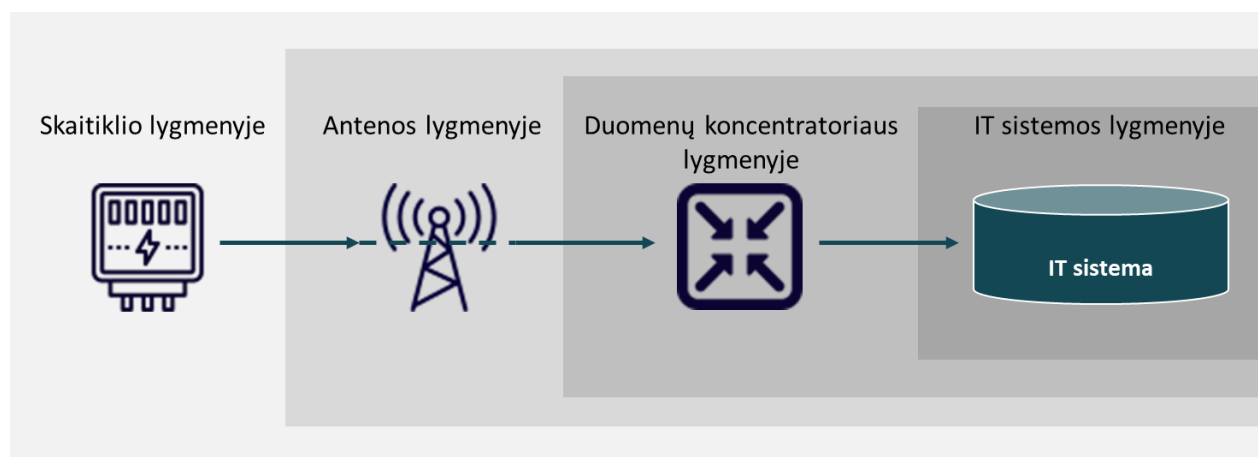 Skaitiklio lygmenyje
Antenos lygmenyje
Duomenų koncentratoriaus
lygmenyje
IT sistemos lygmenyje
IT sistema